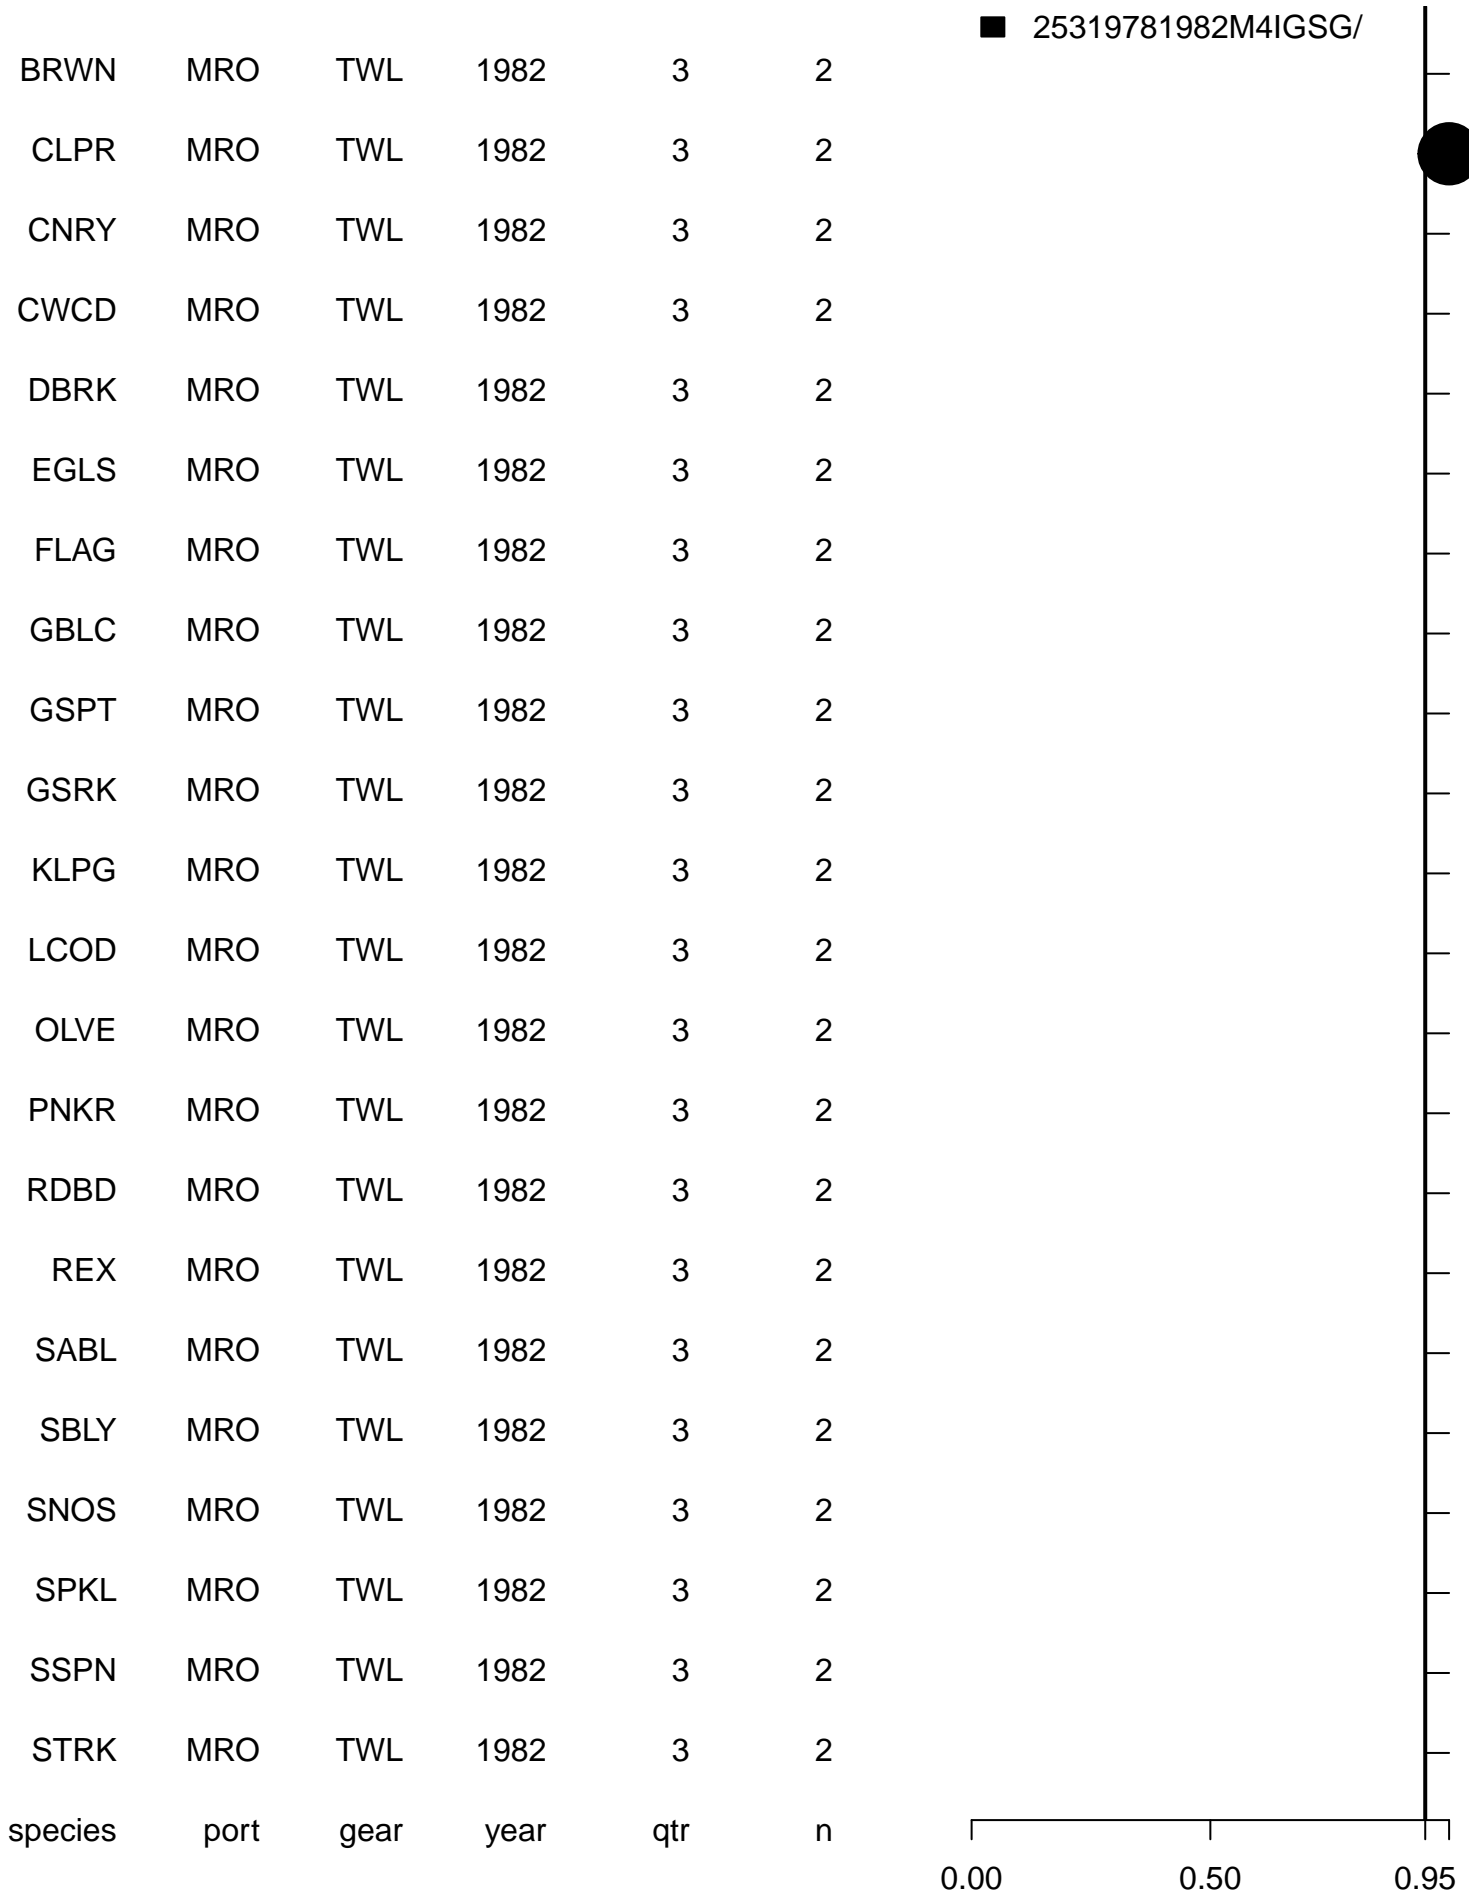 25319781982M4IGSG/
BRWN MRO TWL 1982 3 2
CLPR MRO TWL 1982 3 2
CNRY MRO TWL 1982 3 2
CWCD MRO TWL 1982 3 2
DBRK MRO TWL 1982 3 2
EGLS MRO TWL 1982 3 2
FLAG MRO TWL 1982 3 2
GBLC MRO TWL 1982 3 2
GSPT MRO TWL 1982 3 2
GSRK MRO TWL 1982 3 2
KLPG MRO TWL 1982 3 2
LCOD MRO TWL 1982 3 2
OLVE MRO TWL 1982 3 2
PNKR MRO TWL 1982 3 2
RDBD MRO TWL 1982 3 2
REX MRO TWL 1982 3 2
SABL MRO TWL 1982 3 2
SBLY MRO TWL 1982 3 2
SNOS MRO TWL 1982 3 2
SPKL MRO TWL 1982 3 2
SSPN MRO TWL 1982 3 2
STRK MRO TWL 1982 3 2
species port gear year qtr n
0.00 0.50 0.95